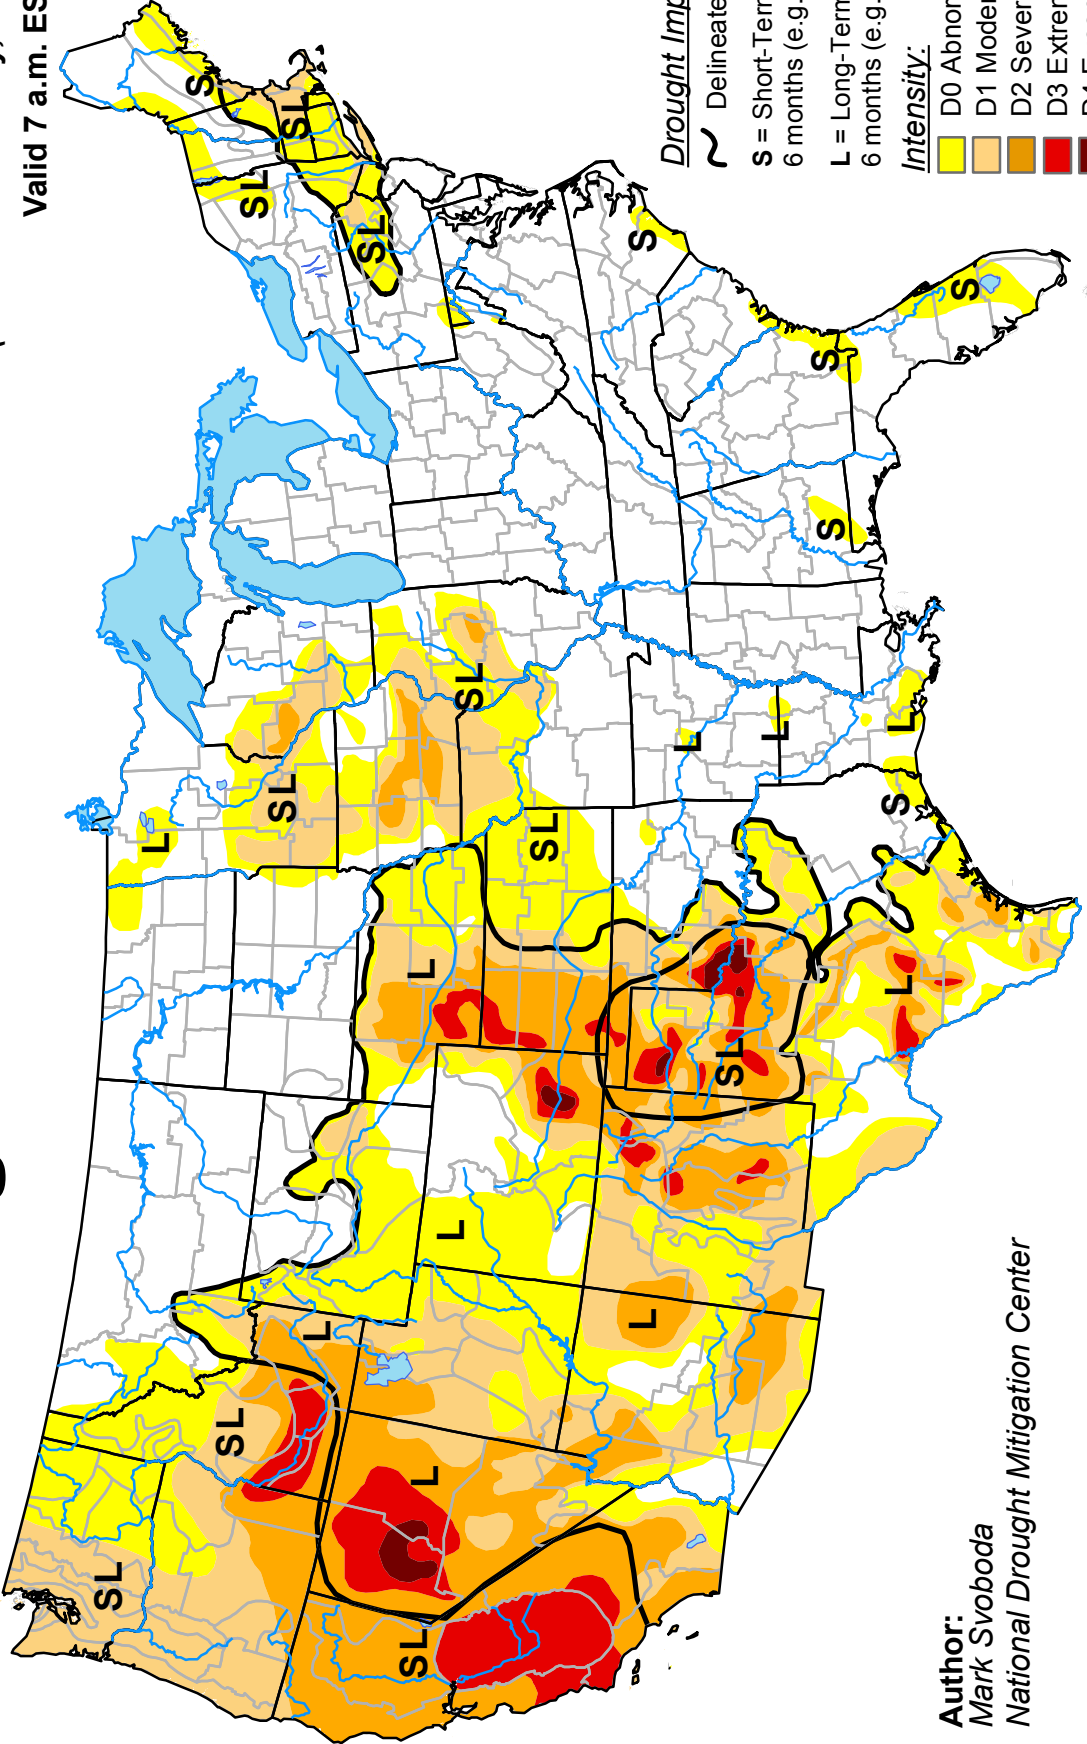 Valid 7 a.m. ES
SL
L
S
SL
SL
SL
SL
L
SL
SL
L
L
L
SL
SL
L
S
L
SL
L
S
S
L
S
L
S
Drought Imp
Delineate
S = Short-Term
6 months (e.g.
L = Long-Term
6 months (e.g.
Intensity:
D0 Abnor
D1 Moder
D2 Sever
D3 Extrem
Author:
Mark Svoboda
National Drought Mitigation Center